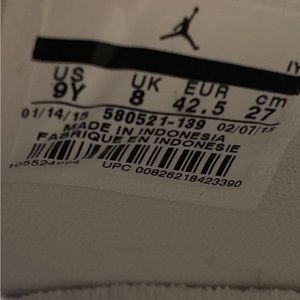 IY
US UK EUR cm
9Y 8 42.5 27
01/14/15 580521-139 02/07/15
MADE IN INDONESIA
FABRIQUE EN INDONESIE
UPC 00826218423390